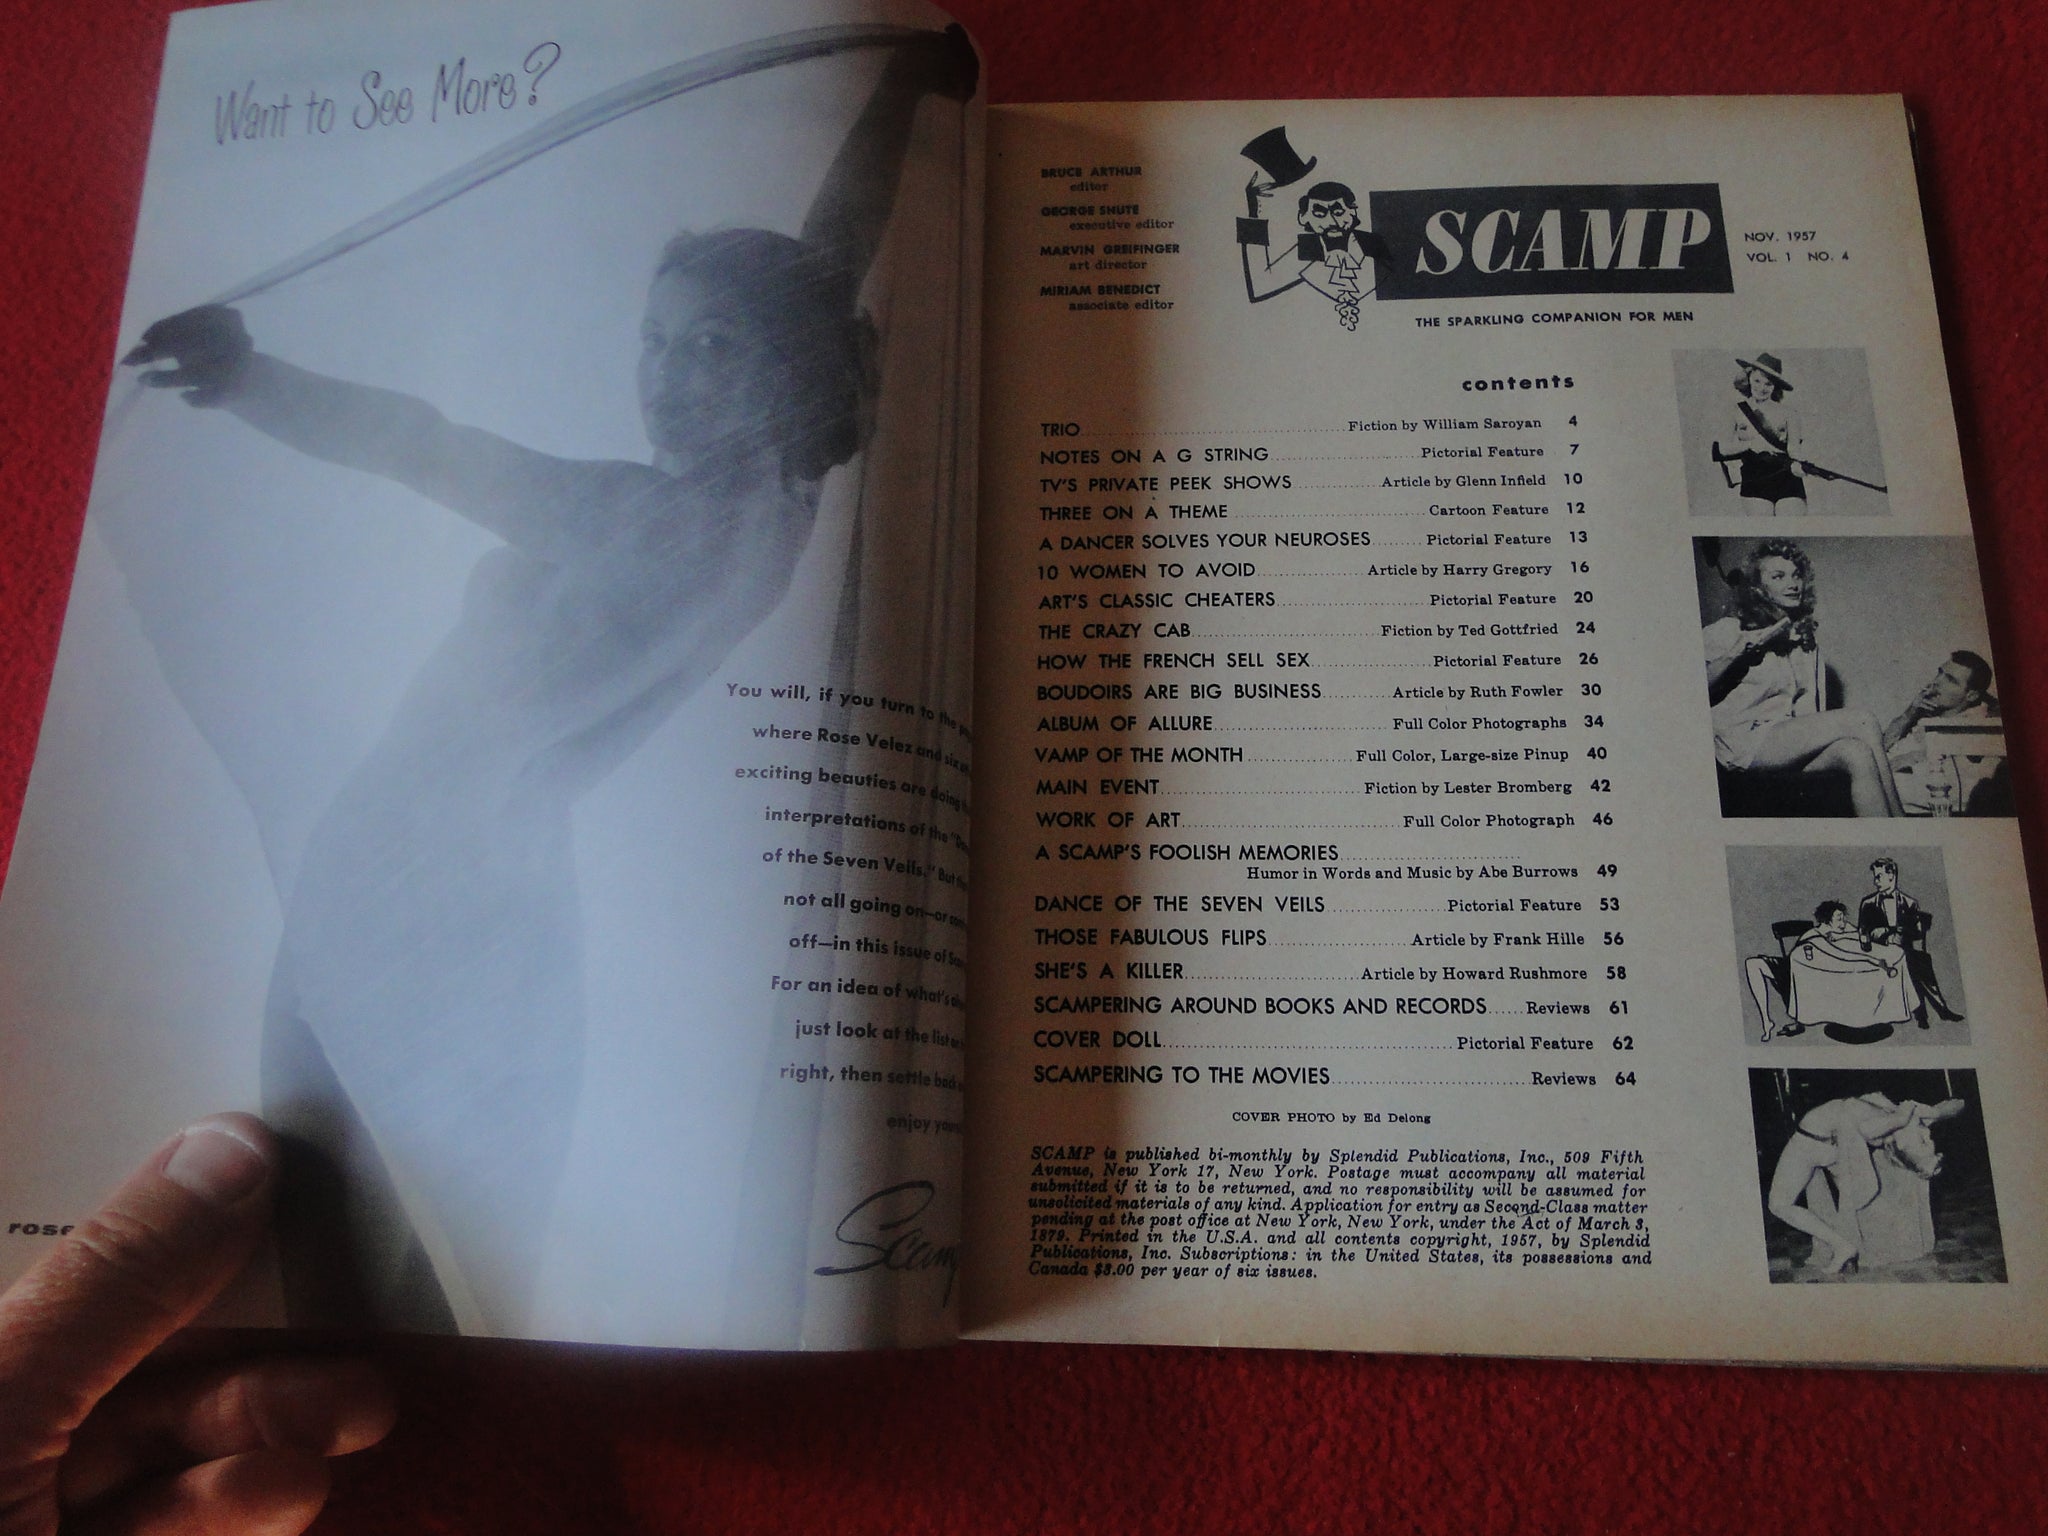 Want to See More?
You will, if you turn to the
where Rose Velez and six
exciting beauties are doing
interpretations of the
of the Seven Veils." But
not all going on—or
off—in this issue of
For an idea of what's
just look at the list
right, then settle back
enjoy
Scamp
rose
BRUCE ARTHUR
editor
GEORGE SHUTE
executive editor
MARVIN GREIFINGER
art director
MIRIAM BENEDICT
associate editor
SCAMP
NOV. 1957
VOL. 1 NO. 4
THE SPARKLING COMPANION FOR MEN
contents
TRIO Fiction by William Saroyan 4
NOTES ON A G STRING Pictorial Feature 7
TV'S PRIVATE PEEK SHOWS Article by Glenn Infield 10
THREE ON A THEME Cartoon Feature 12
A DANCER SOLVES YOUR NEUROSES Pictorial Feature 13
10 WOMEN TO AVOID Article by Harry Gregory 16
ART'S CLASSIC CHEATERS Pictorial Feature 20
THE CRAZY CAB Fiction by Ted Gottfried 24
HOW THE FRENCH SELL SEX Pictorial Feature 26
BOUDOIRS ARE BIG BUSINESS Article by Ruth Fowler 30
ALBUM OF ALLURE Full Color Photographs 34
VAMP OF THE MONTH Full Color, Large-size Pinup 40
MAIN EVENT Fiction by Lester Bromberg 42
WORK OF ART Full Color Photograph 46
A SCAMP'S FOOLISH MEMORIES
Humor in Words and Music by Abe Burrows 49
DANCE OF THE SEVEN VEILS Pictorial Feature 53
THOSE FABULOUS FLIPS Article by Frank Hille 56
SHE'S A KILLER Article by Howard Rushmore 58
SCAMPERING AROUND BOOKS AND RECORDS Reviews 61
COVER DOLL Pictorial Feature 62
SCAMPERING TO THE MOVIES Reviews 64
COVER PHOTO by Ed Delong
SCAMP is published bi-monthly by Splendid Publications, Inc., 509 Fifth
Avenue, New York 17, New York. Postage must accompany all material
submitted if it is to be returned, and no responsibility will be assumed for
unsolicited materials of any kind. Application for entry as Second-Class matter
pending at the post office at New York, New York, under the Act of March 3,
1879. Printed in the U.S.A. and all contents copyright, 1957, by Splendid
Publications, Inc. Subscriptions: in the United States, its possessions and
Canada $3.00 per year of six issues.